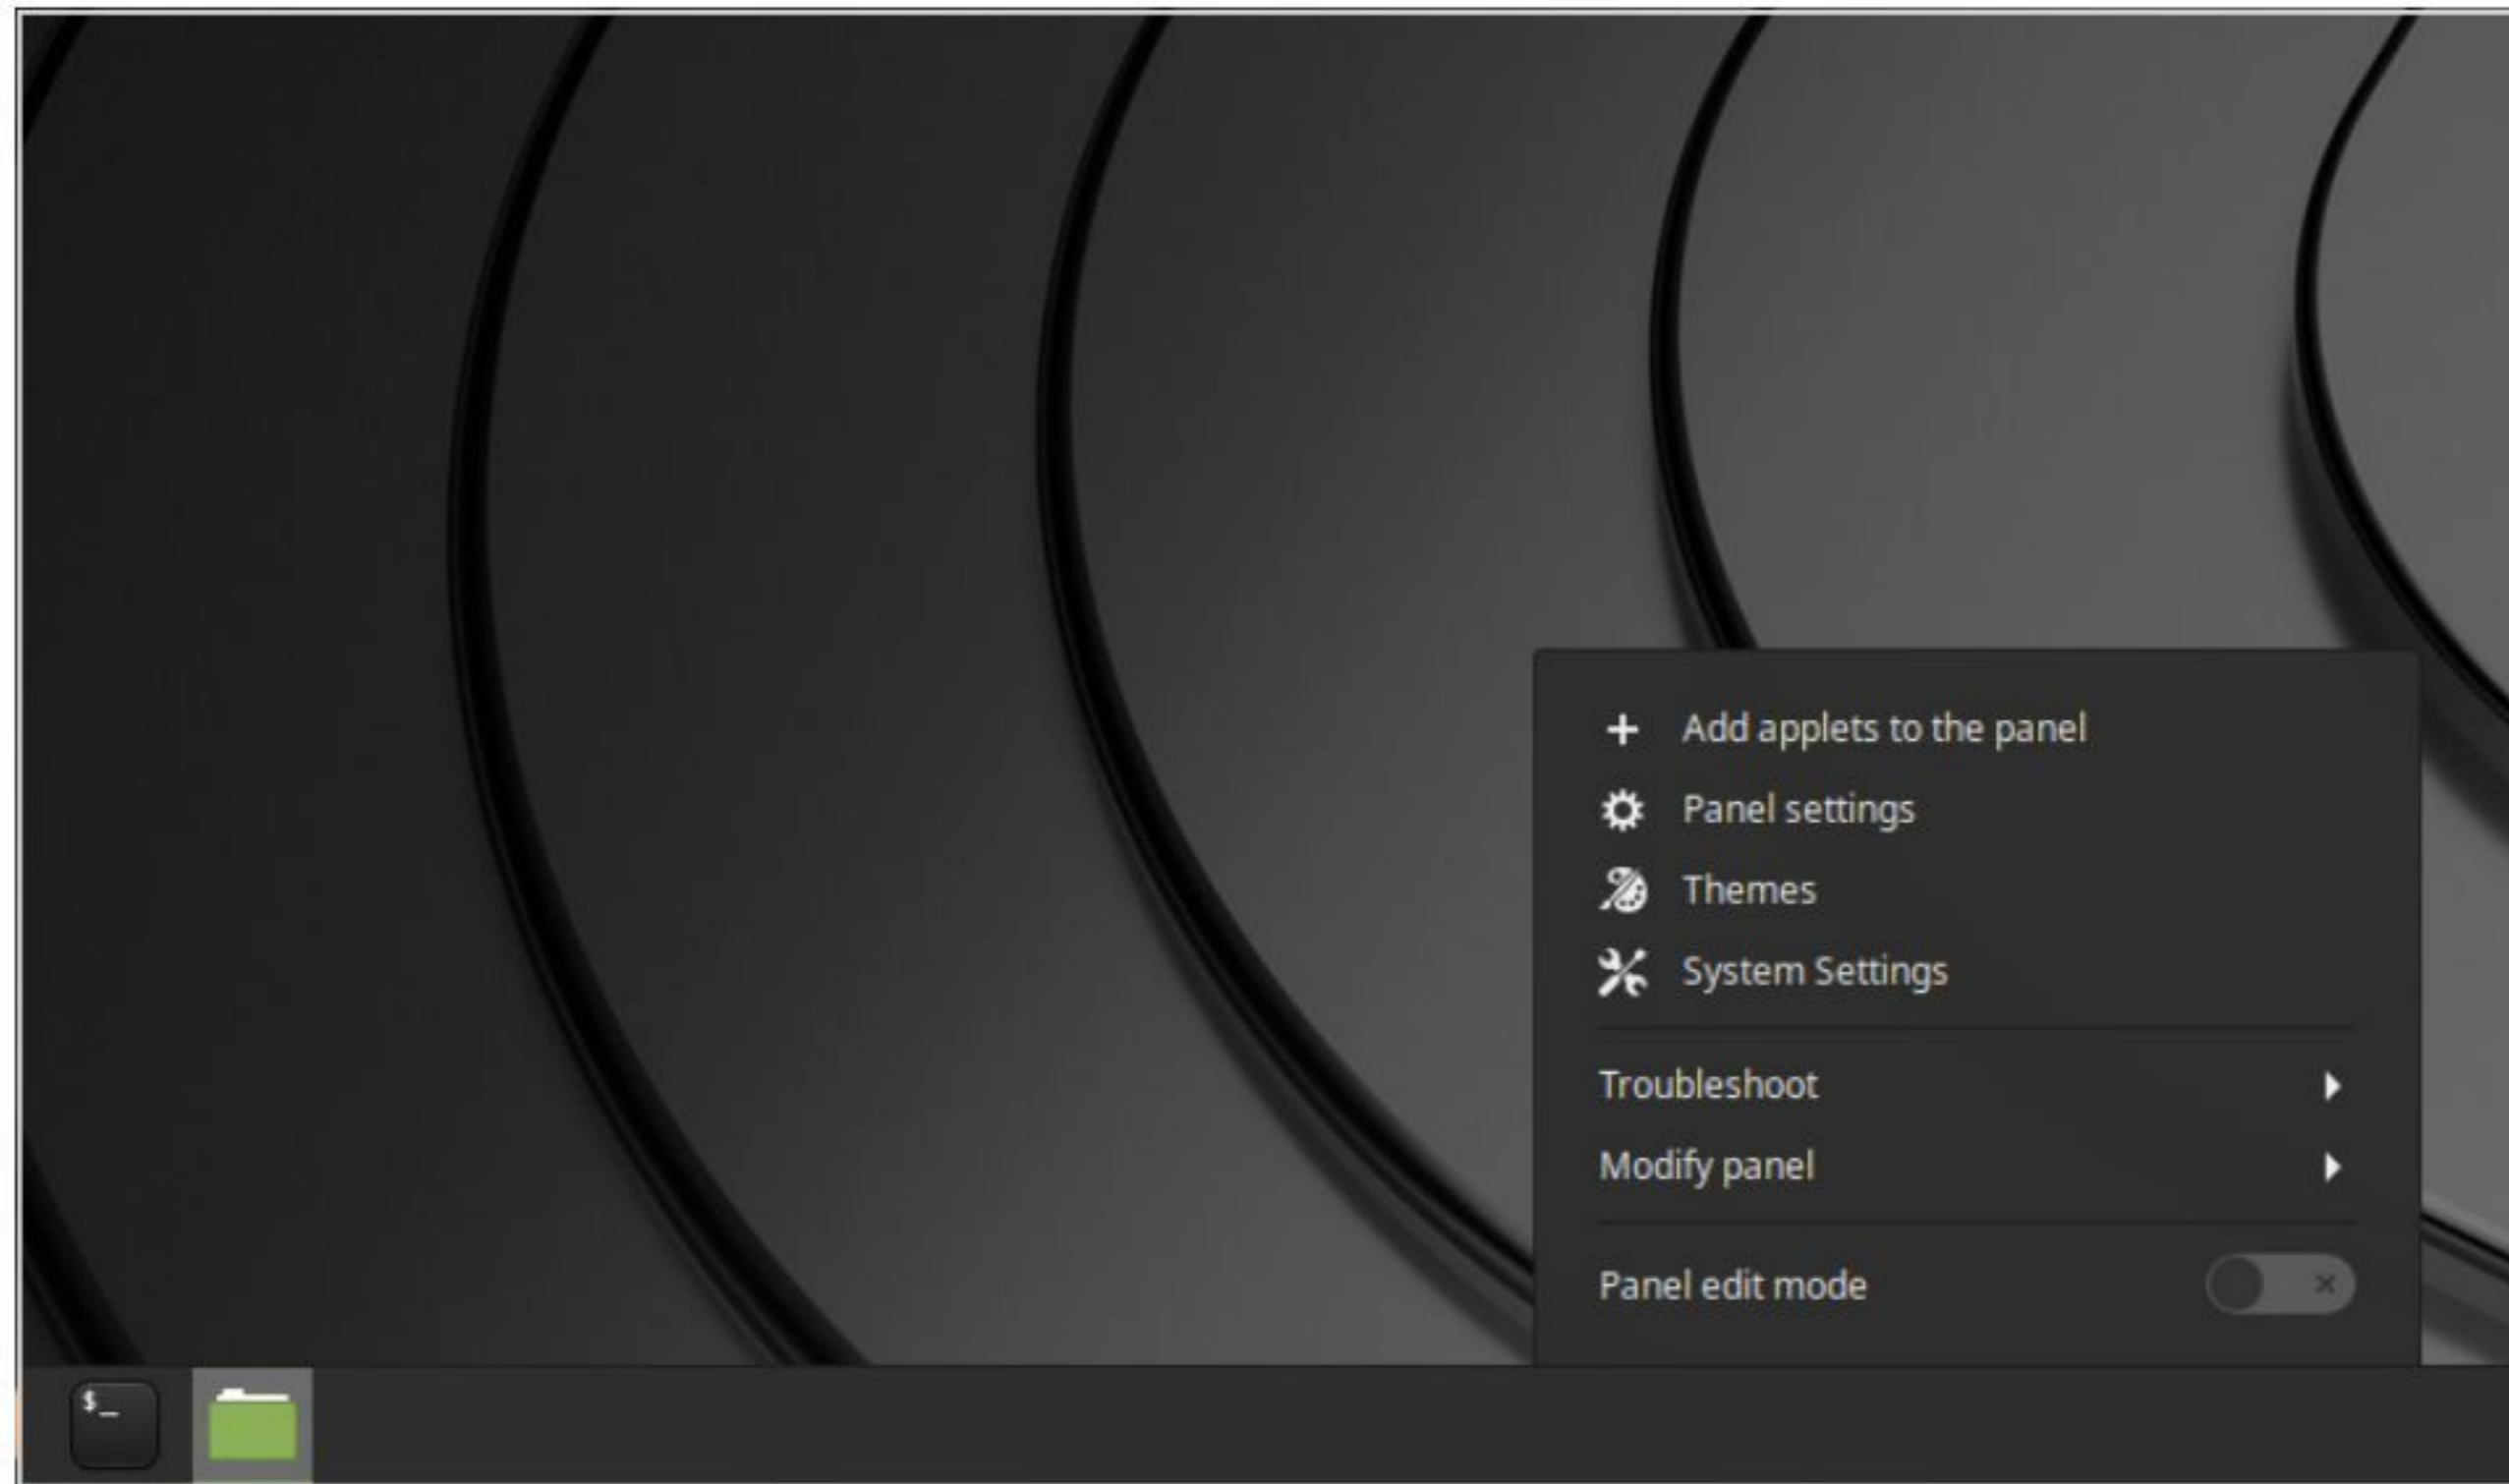 Add applets to the panel
Panel settings
Themes
System Settings
Troubleshoot
Modify panel
Panel edit mode
$_